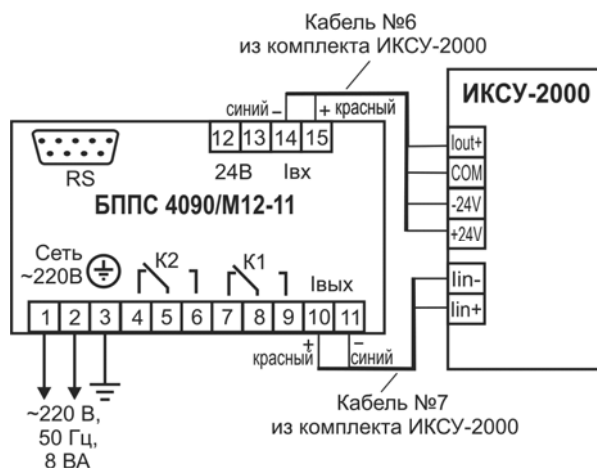 Кабель №6
из комплекта ИКСУ-2000
ИКСУ-2000
синий – + красный
12 13 14 15
24В Iвх
RS
БППС 4090/М12-11
Iout+
COM
-24V
+24V
Iin-
Iin+
Сеть
~220В
К2 К1
Iвых
1 2 3 4 5 6 7 8 9 10 11
+ –
красный синий
~220 В,
50 Гц,
8 ВА
Кабель №7
из комплекта ИКСУ-2000